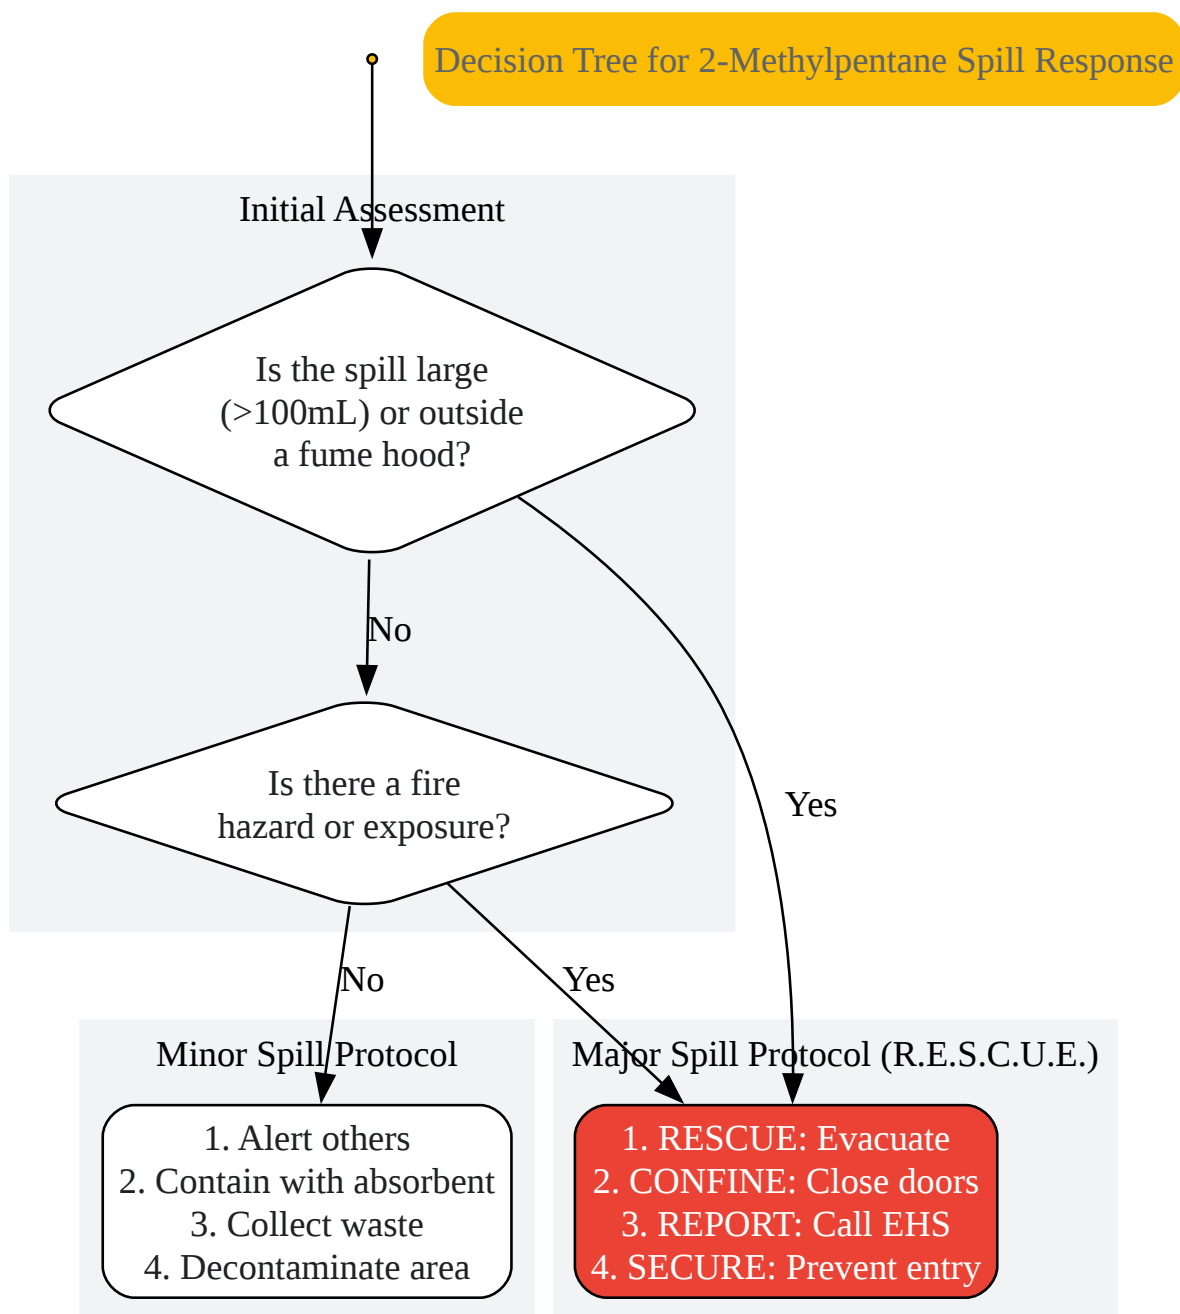 Decision Tree for 2-Methylpentane Spill Response
Initial Assessment
Is the spill large
(>100mL) or outside
a fume hood?
No
Is there a fire
hazard or exposure?
Yes
No
Yes
Minor Spill Protocol
Major Spill Protocol (R.E.S.C.U.E.)
1. Alert others
2. Contain with absorbent
3. Collect waste
4. Decontaminate area
1. RESCUE: Evacuate
2. CONFINE: Close doors
3. REPORT: Call EHS
4. SECURE: Prevent entry